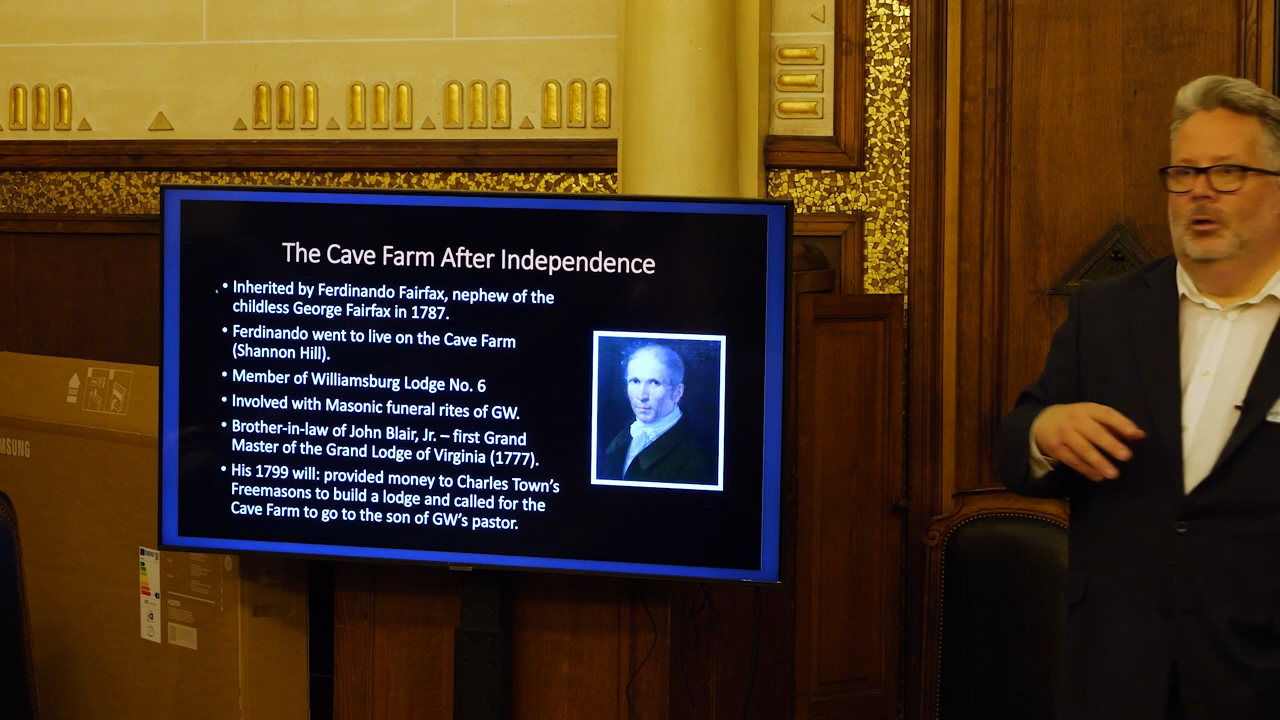 The Cave Farm After Independence
• Inherited by Ferdinando Fairfax, nephew of the
childless George Fairfax in 1787.
• Ferdinando went to live on the Cave Farm
(Shannon Hill).
• Member of Williamsburg Lodge No. 6
• Involved with Masonic funeral rites of GW.
• Brother-in-law of John Blair, Jr. – first Grand
Master of the Grand Lodge of Virginia (1777).
• His 1799 will: provided money to Charles Town's
Freemasons to build a lodge and called for the
Cave Farm to go to the son of GW's pastor.